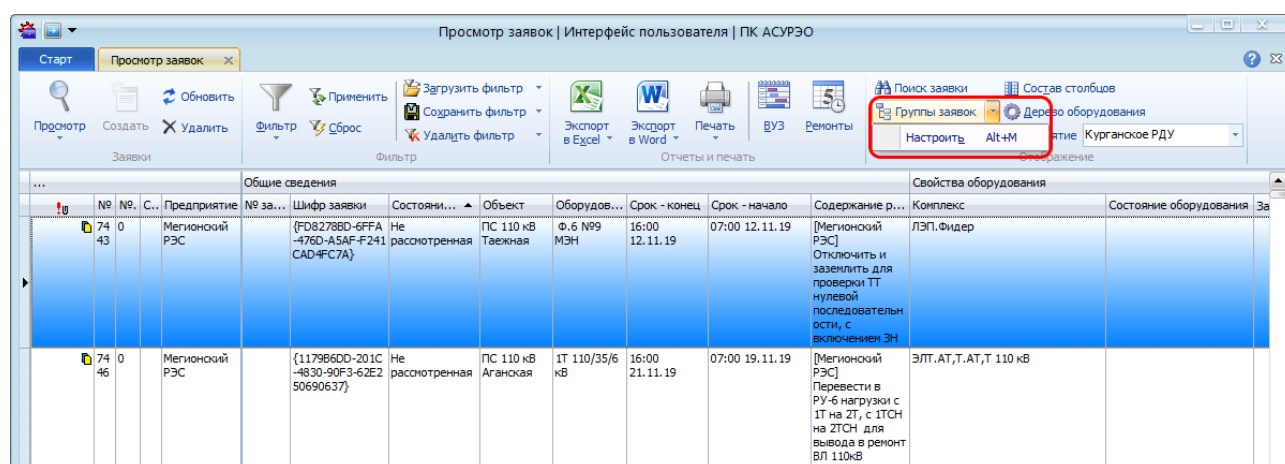 Просмотр заявок | Интерфейс пользователя | ПК АСУРЭО
Старт Просмотр заявок
Просмотр Создать Обновить Удалить
Заявки
Фильтр Применить Сброс Загрузить фильтр Сохранить фильтр Удалить фильтр
Фильтр
Экспорт в Excel Экспорт в Word Печать ВУЗ Ремонты
Отчеты и печать
Поиск заявки Состав столбцов
Группы заявок Дерево оборудования
Настроить Alt+M ятие Курганское РДУ
Отображение
... Общие сведения Свойства оборудования
№ №. С.. Предприятие № за... Шифр заявки Состояни... Объект Оборудов... Срок - конец Срок - начало Содержание р... Комплекс Состояние оборудования За
74 0 Мегионский {FD8278BD-6FFA Не ПС 110 кВ Ф.6 №9 16:00 07:00 12.11.19 [Мегионский ЛЭП.Фидер
43 РЭС -476D-A5AF-F241 рассмотренная Таежная МЭН 12.11.19 РЭС]
CAD4FC7A} Отключить и
заземлить для
проверки ТТ
нулевой
последовательн
ости, с
включением ЗН
74 0 Мегионский {1179B6DD-201C Не ПС 110 кВ 1Т 110/35/6 16:00 07:00 19.11.19 [Мегионский ЭЛТ.АТ,Т.АТ,Т 110 кВ
46 РЭС -4830-90F3-62E2 рассмотренная Аганская кВ 21.11.19 РЭС]
50690637} Перевести в
РУ-6 нагрузки с
1Т на 2Т, с 1ТСН
на 2ТСН для
вывода в ремонт
ВЛ 110кВ